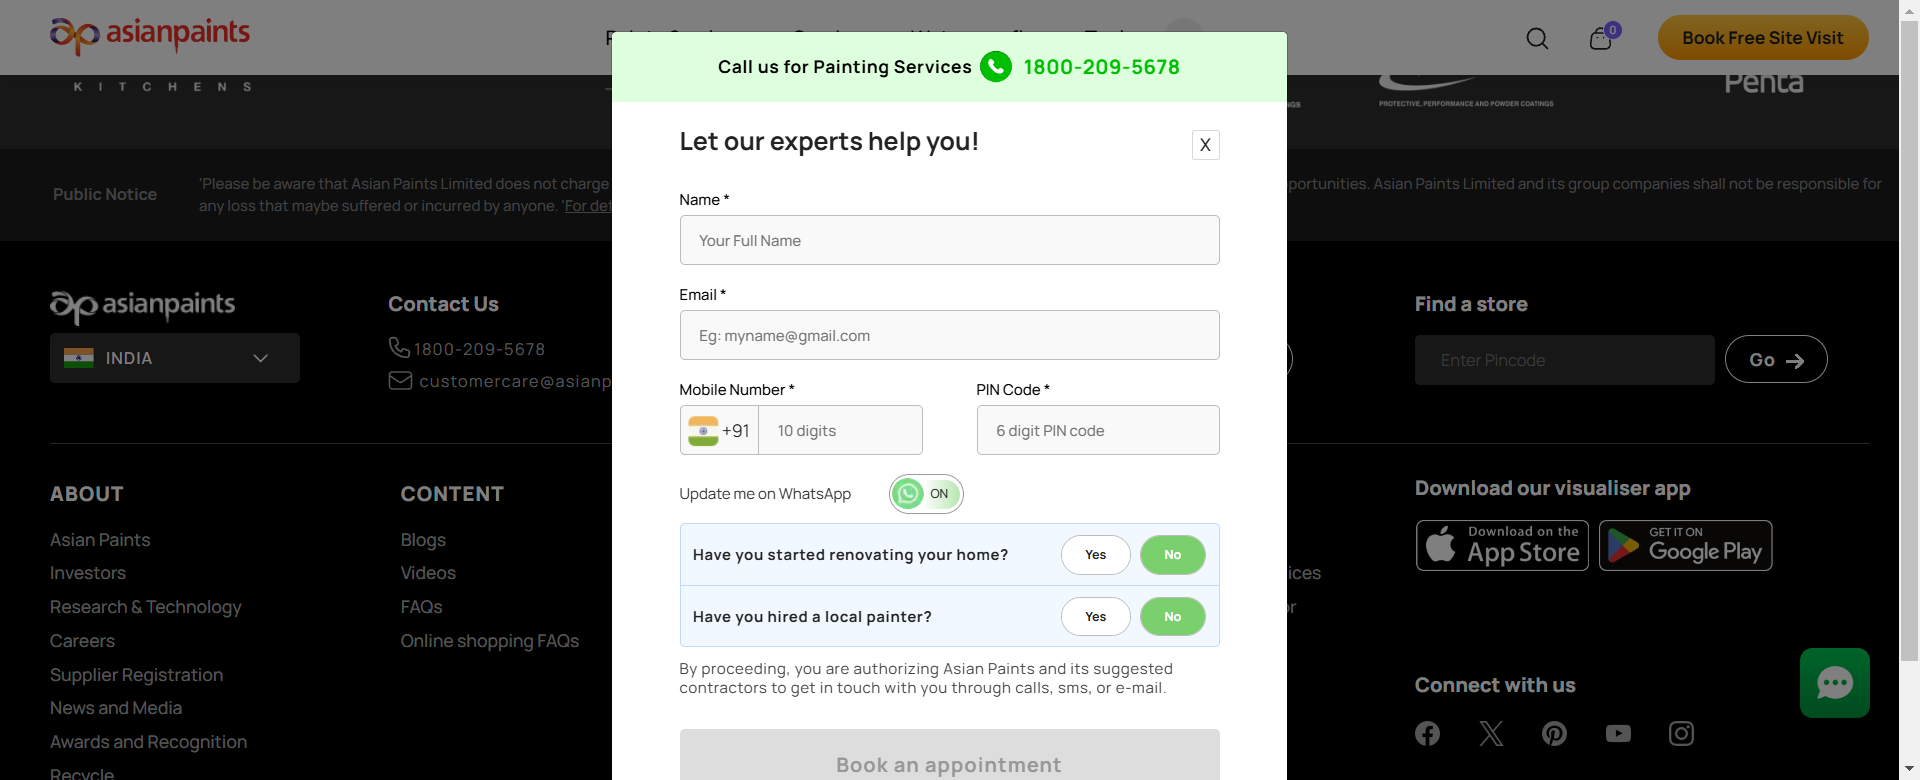 asianpaints
0
Book Free Site Visit
Call us for Painting Services 1800-209-5678
KITCHENS
PROTECTIVE, PERFORMANCE AND POWDER COATINGS
Penta
Let our experts help you!
X
Public Notice
'Please be aware that Asian Paints Limited does not charge
portunities. Asian Paints Limited and its group companies shall not be responsible for
any loss that maybe suffered or incurred by anyone. 'For det
Name *
Your Full Name
Email *
Eg: myname@gmail.com
Mobile Number *
PIN Code *
+91
10 digits
6 digit PIN code
Update me on WhatsApp
ON
Have you started renovating your home?
Yes
No
Have you hired a local painter?
Yes
No
By proceeding, you are authorizing Asian Paints and its suggested
contractors to get in touch with you through calls, sms, or e-mail.
Book an appointment
asianpaints
INDIA
Contact Us
1800-209-5678
customercare@asianp
Find a store
Enter Pincode
Go
ABOUT
Asian Paints
Investors
Research & Technology
Careers
Supplier Registration
News and Media
Awards and Recognition
Recycle
CONTENT
Blogs
Videos
FAQs
Online shopping FAQs
ices
or
Download our visualiser app
Download on the
App Store
GET IT ON
Google Play
Connect with us